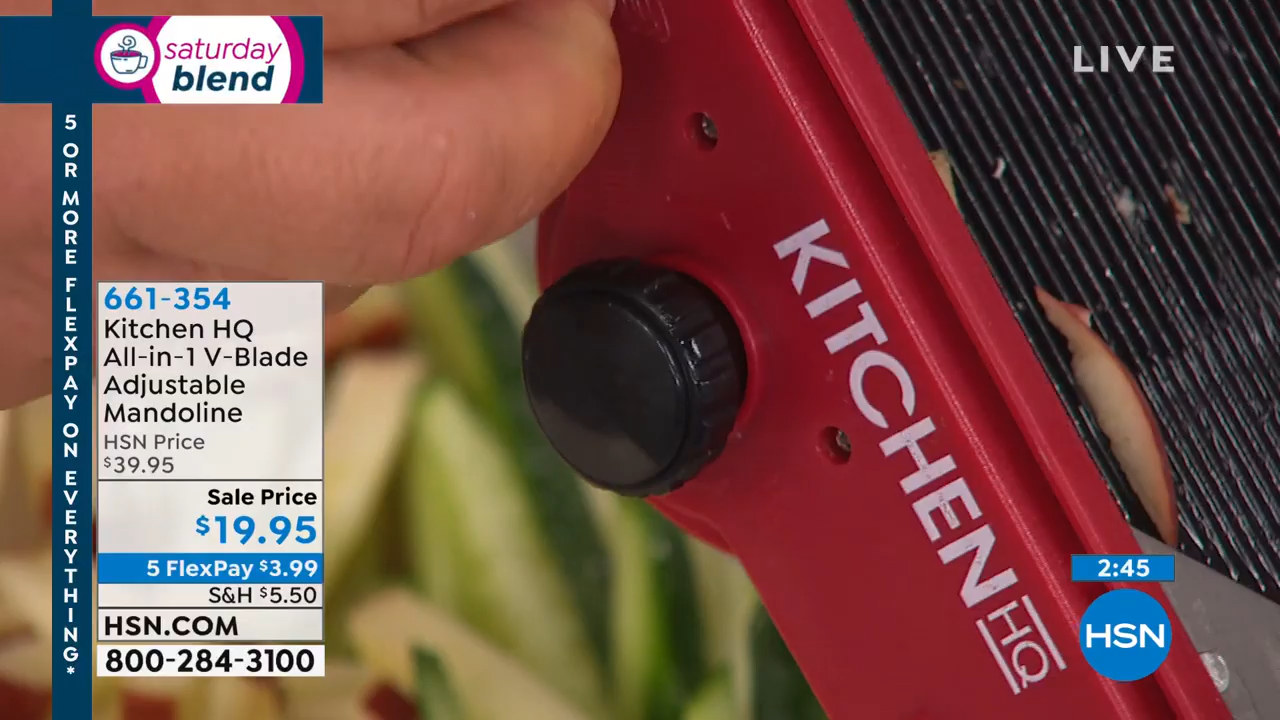 saturday
blend
LIVE
5 OR MORE FLEXPAY ON EVERYTHING*
661-354
Kitchen HQ
All-in-1 V-Blade
Adjustable
Mandoline
HSN Price
$39.95
Sale Price
$19.95
5 FlexPay $3.99
S&H $5.50
HSN.COM
800-284-3100
KITCHEN HQ
2:45
HSN